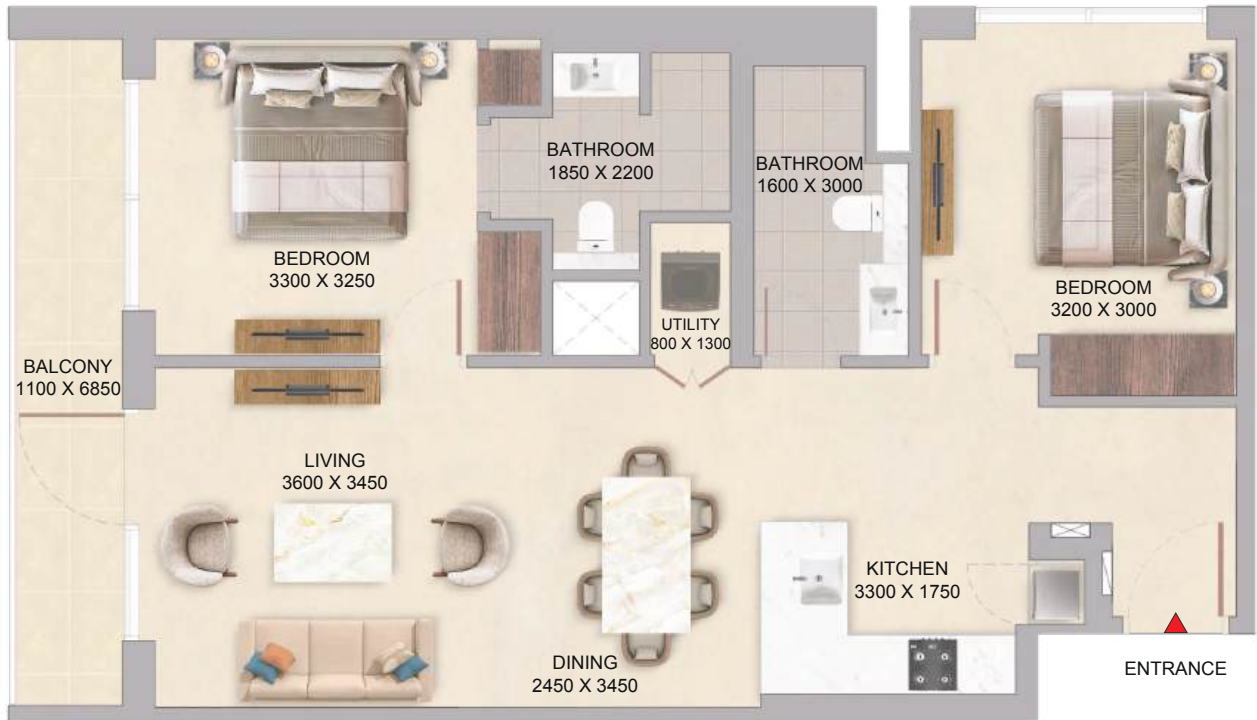 BATHROOM
1850 X 2200
BATHROOM
1600 X 3000
BEDROOM
3300 X 3250
BEDROOM
3200 X 3000
UTILITY
800 X 1300
BALCONY
1100 X 6850
LIVING
3600 X 3450
KITCHEN
3300 X 1750
DINING
2450 X 3450
ENTRANCE